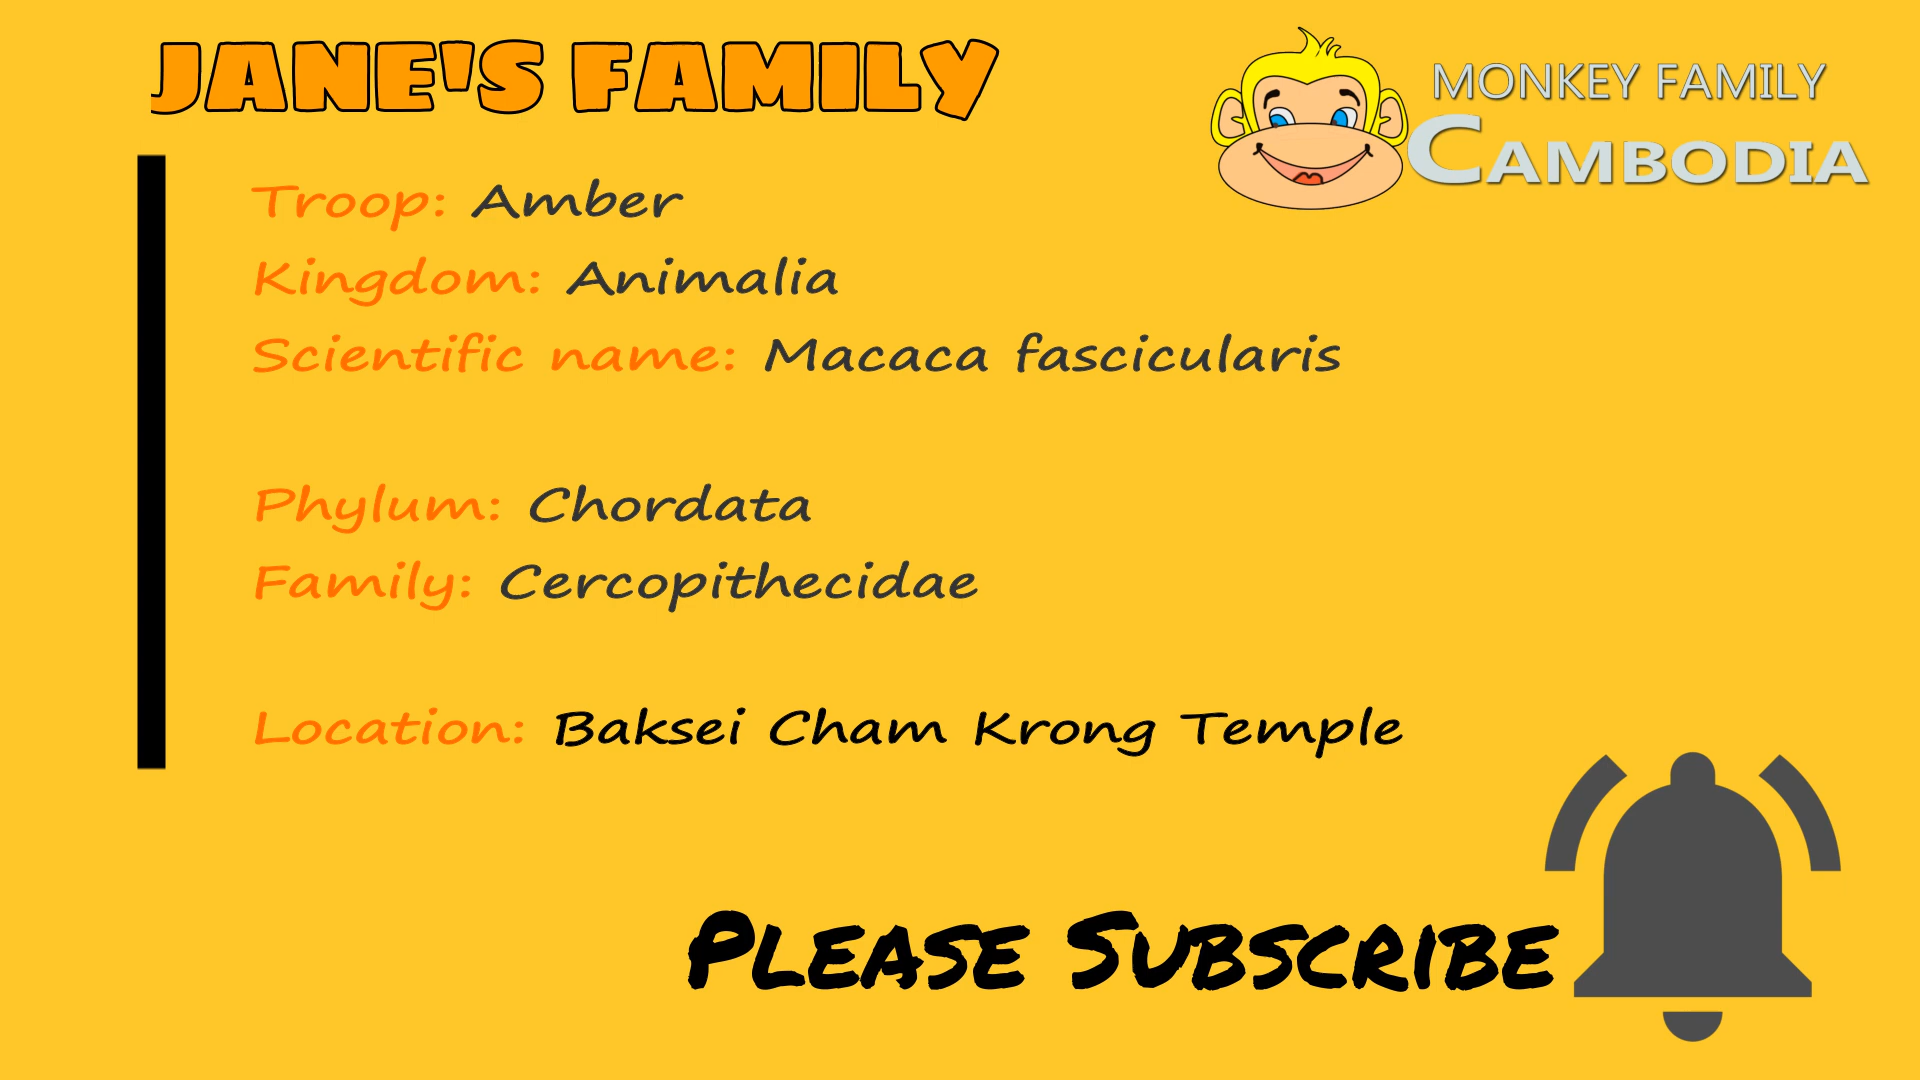 JANE'S FAMILY
MONKEY FAMILY
CAMBODIA
Troop: Amber
Kingdom: Animalia
Scientific name: Macaca fascicularis
Phylum: Chordata
Family: Cercopithecidae
Location: Baksei Cham Krong Temple
PLEASE SUBSCRIBE